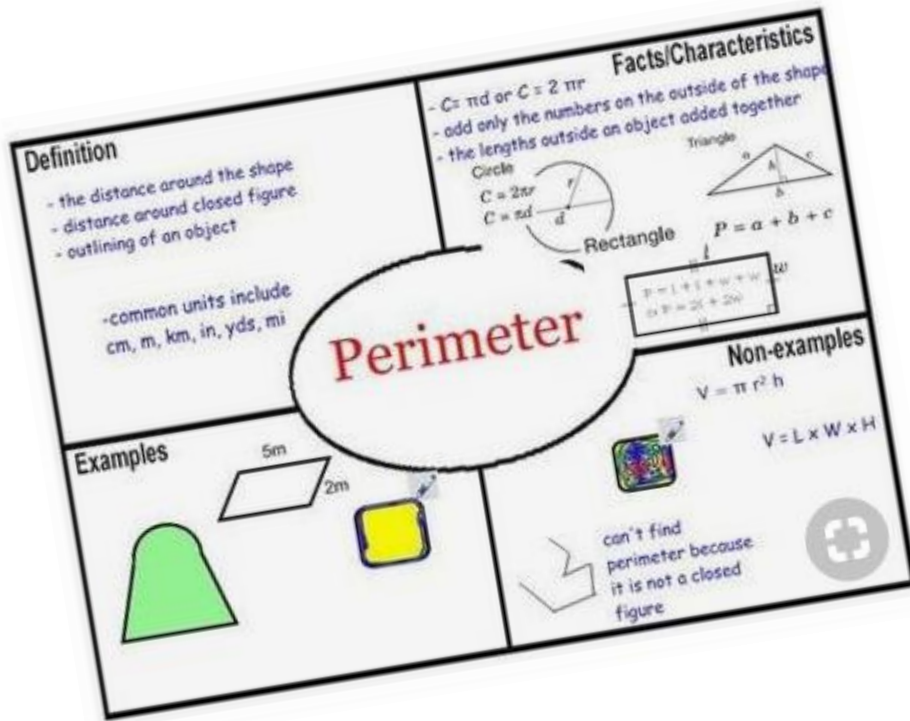 Definition
- the distance around the shape
- distance around closed figure
- outlining of an object
-common units include
cm, m, km, in, yds, mi
Facts/Characteristics
- C= πd or C = 2 πr
- add only the numbers on the outside of the shape
- the lengths outside an object added together
Circle
C = 2πr
C = πd
r
d
Triangle
a
h
c
b
P = a + b + c
Rectangle
l
w
P = l + l + w + w
or P = 2l + 2w
Perimeter
Examples
5m
2m
Non-examples
V = π r² h
V = L x W x H
can't find
perimeter because
it is not a closed
figure